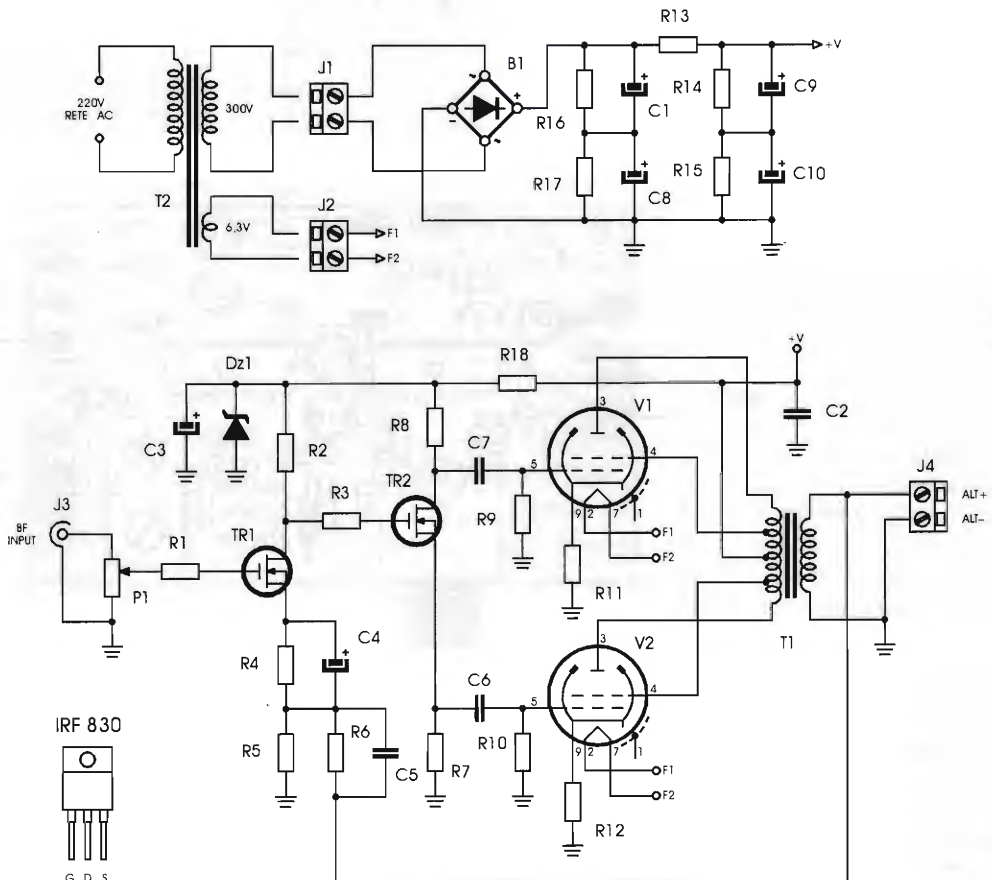 R13
+V
J1
~
B1
+
220V
RETE AC
300V
-
+
C1
R14
+
C9
R16
~
R17
+
C8
R15
+
C10
T2
J2
6,3V
F1
F2
+V
Dz1
R18
3
V1
C2
C3
+
R2
R8
C7
5
4
J4
ALT+
ALT-
J3
BF
INPUT
R3
TR2
R9
9
2
7
1
F1
F2
R1
TR1
P1
R11
T1
R4
C4
+
3
V2
C6
5
4
R5
R6
C5
R7
R10
9
2
7
1
F1
F2
R12
IRF 830
G D S